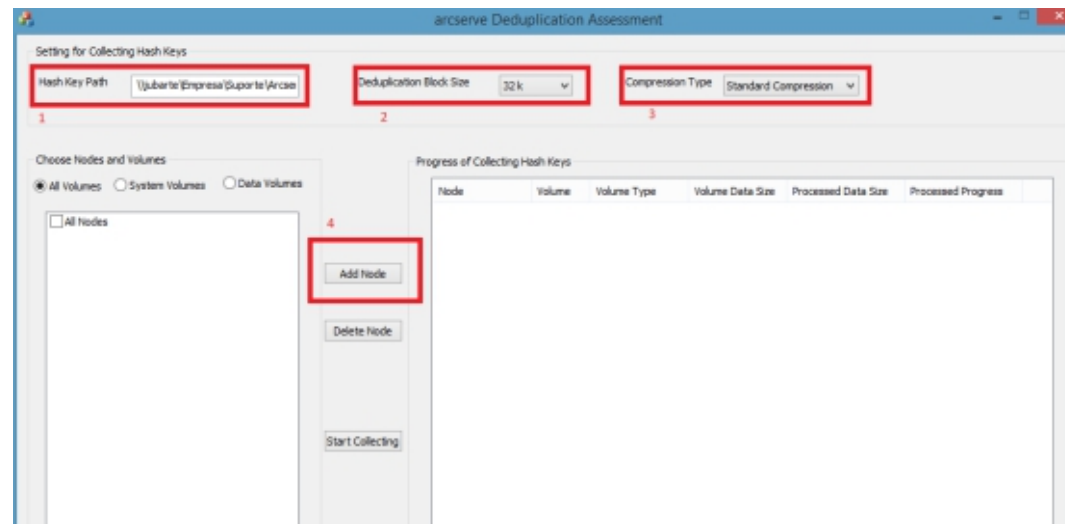 arcserve Deduplication Assessment
Setting for Collecting Hash Keys
Hash Key Path
\\jubarte\Empresa\Suporte\Arcse
Deduplication Block Size
32 k
Compression Type
Standard Compression
1
2
3
Choose Nodes and Volumes
All Volumes
System Volumes
Data Volumes
All Nodes
4
Add Node
Delete Node
Start Collecting
Progress of Collecting Hash Keys
Node Volume Volume Type Volume Data Size Processed Data Size Processed Progress